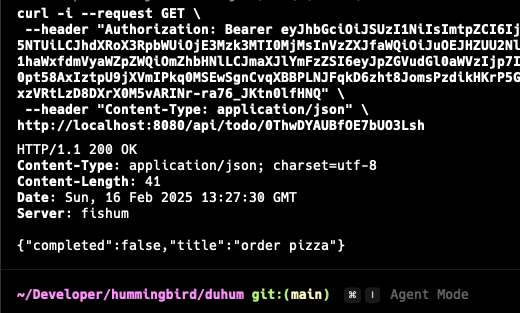 curl -i --request GET \
--header "Authorization: Bearer eyJhbGciOiJSUzI1NiIsImtpZCI6Ij
5NTUiLCJhdXRoX3RpbWUiOjE3Mzk3MTI0MjMsInVzZXJfaWQiOiJuOEJHZUU2Nl
1haWxfdmVyaWZpZWQiOmZhbHNlLCJmaXJlYmFzZSI6eyJpZGVudGl0aWVzIjp7I
0pt58AxIztpU9jXVmIPkq0MSEwSgnCvqXBBPLNJFqkD6zht8JomsPzdikHKrP5G
xzVRtLzD8DXrX0M5vARINr-ra76_JKtn0lfHNQ" \
--header "Content-Type: application/json" \
http://localhost:8080/api/todo/0ThwDYAUBfOE7bUO3Lsh
HTTP/1.1 200 OK
Content-Type: application/json; charset=utf-8
Content-Length: 41
Date: Sun, 16 Feb 2025 13:27:30 GMT
Server: fishum
{"completed":false,"title":"order pizza"}
~/Developer/hummingbird/duhum git:(main) ⌘ I Agent Mode